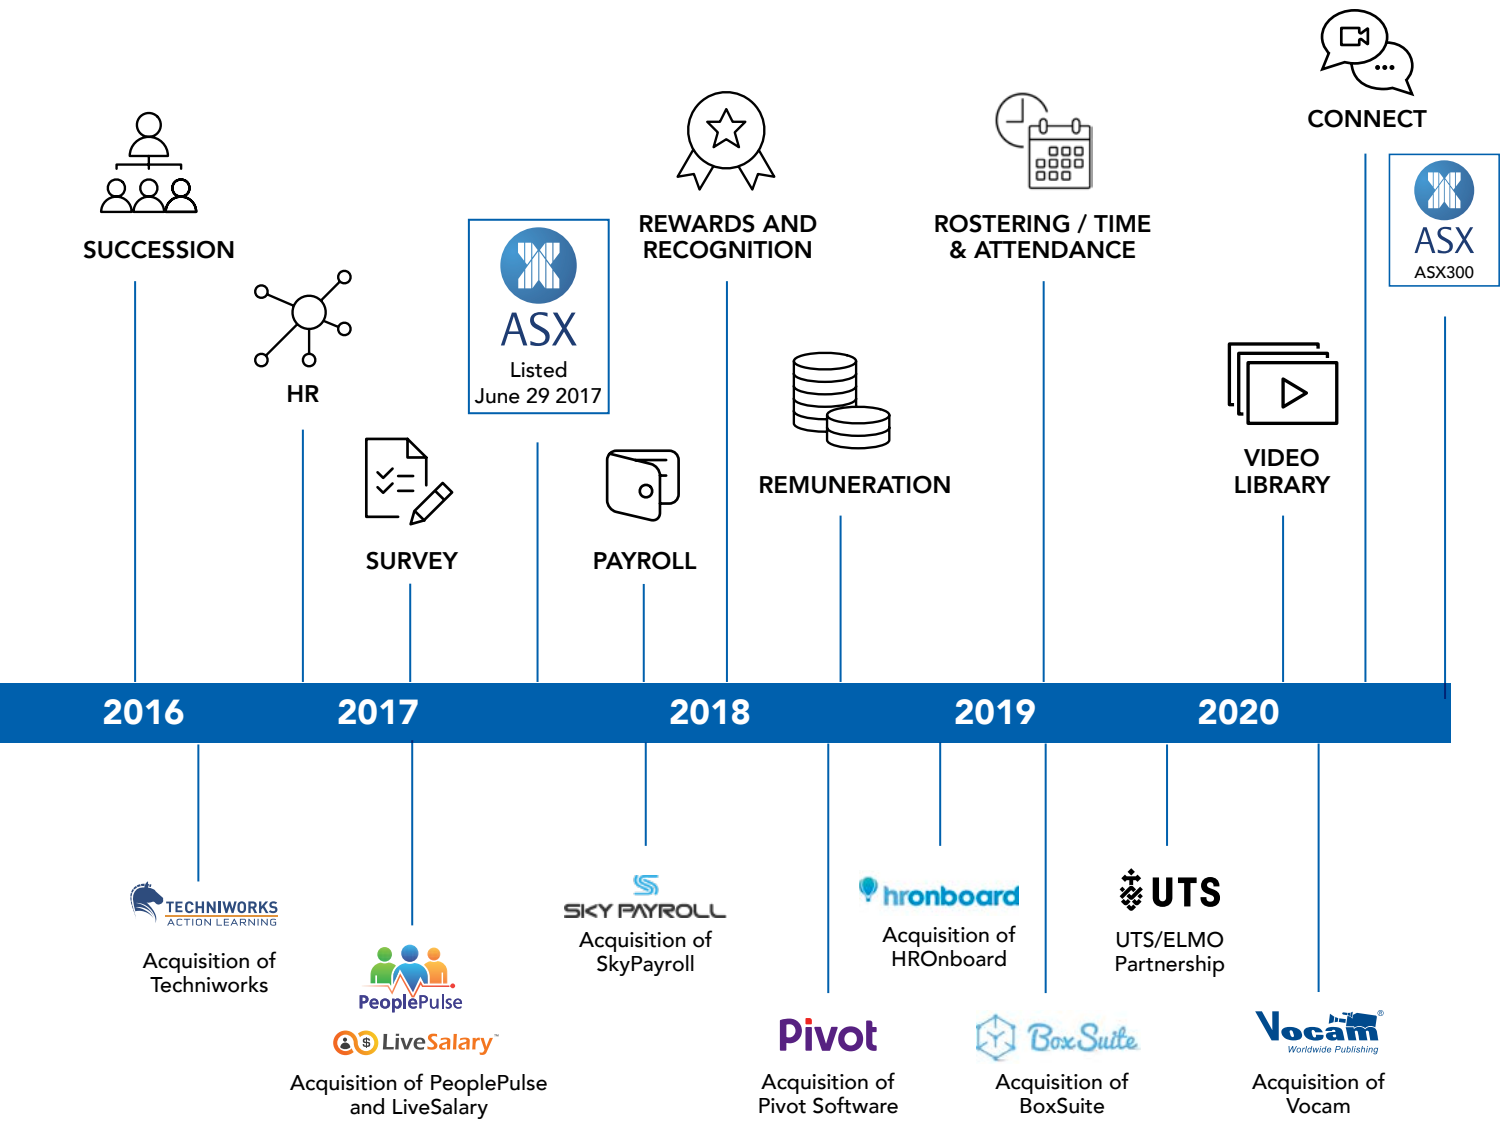 CONNECT
ASX
ASX300
SUCCESSION
REWARDS AND
RECOGNITION
ROSTERING / TIME
& ATTENDANCE
HR
ASX
Listed
June 29 2017
SURVEY
PAYROLL
REMUNERATION
VIDEO
LIBRARY
2016
2017
2018
2019
2020
TECHNIWORKS
ACTION LEARNING
Acquisition of
Techniworks
PeoplePulse
$ LiveSalary™
Acquisition of PeoplePulse
and LiveSalary
SKY PAYROLL
Acquisition of
SkyPayroll
Pivot
Acquisition of
Pivot Software
hronboard
Acquisition of
HROnboard
BoxSuite
Acquisition of
BoxSuite
UTS
UTS/ELMO
Partnership
Vocam®
Worldwide Publishing
Acquisition of
Vocam